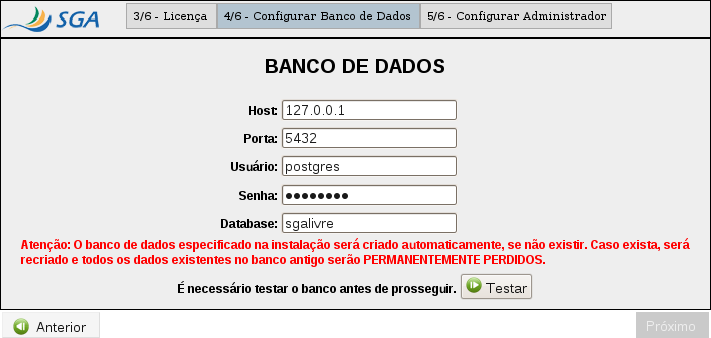 SGA
3/6 - Licença
4/6 - Configurar Banco de Dados
5/6 - Configurar Administrador
BANCO DE DADOS
Host: 127.0.0.1
Porta: 5432
Usuário: postgres
Senha: ●●●●●●●●
Database: sgalivre
Atenção: O banco de dados especificado na instalação será criado automaticamente, se não existir. Caso exista, será
recriado e todos os dados existentes no banco antigo serão PERMANENTEMENTE PERDIDOS.
É necessário testar o banco antes de prosseguir. Testar
Anterior
Próximo